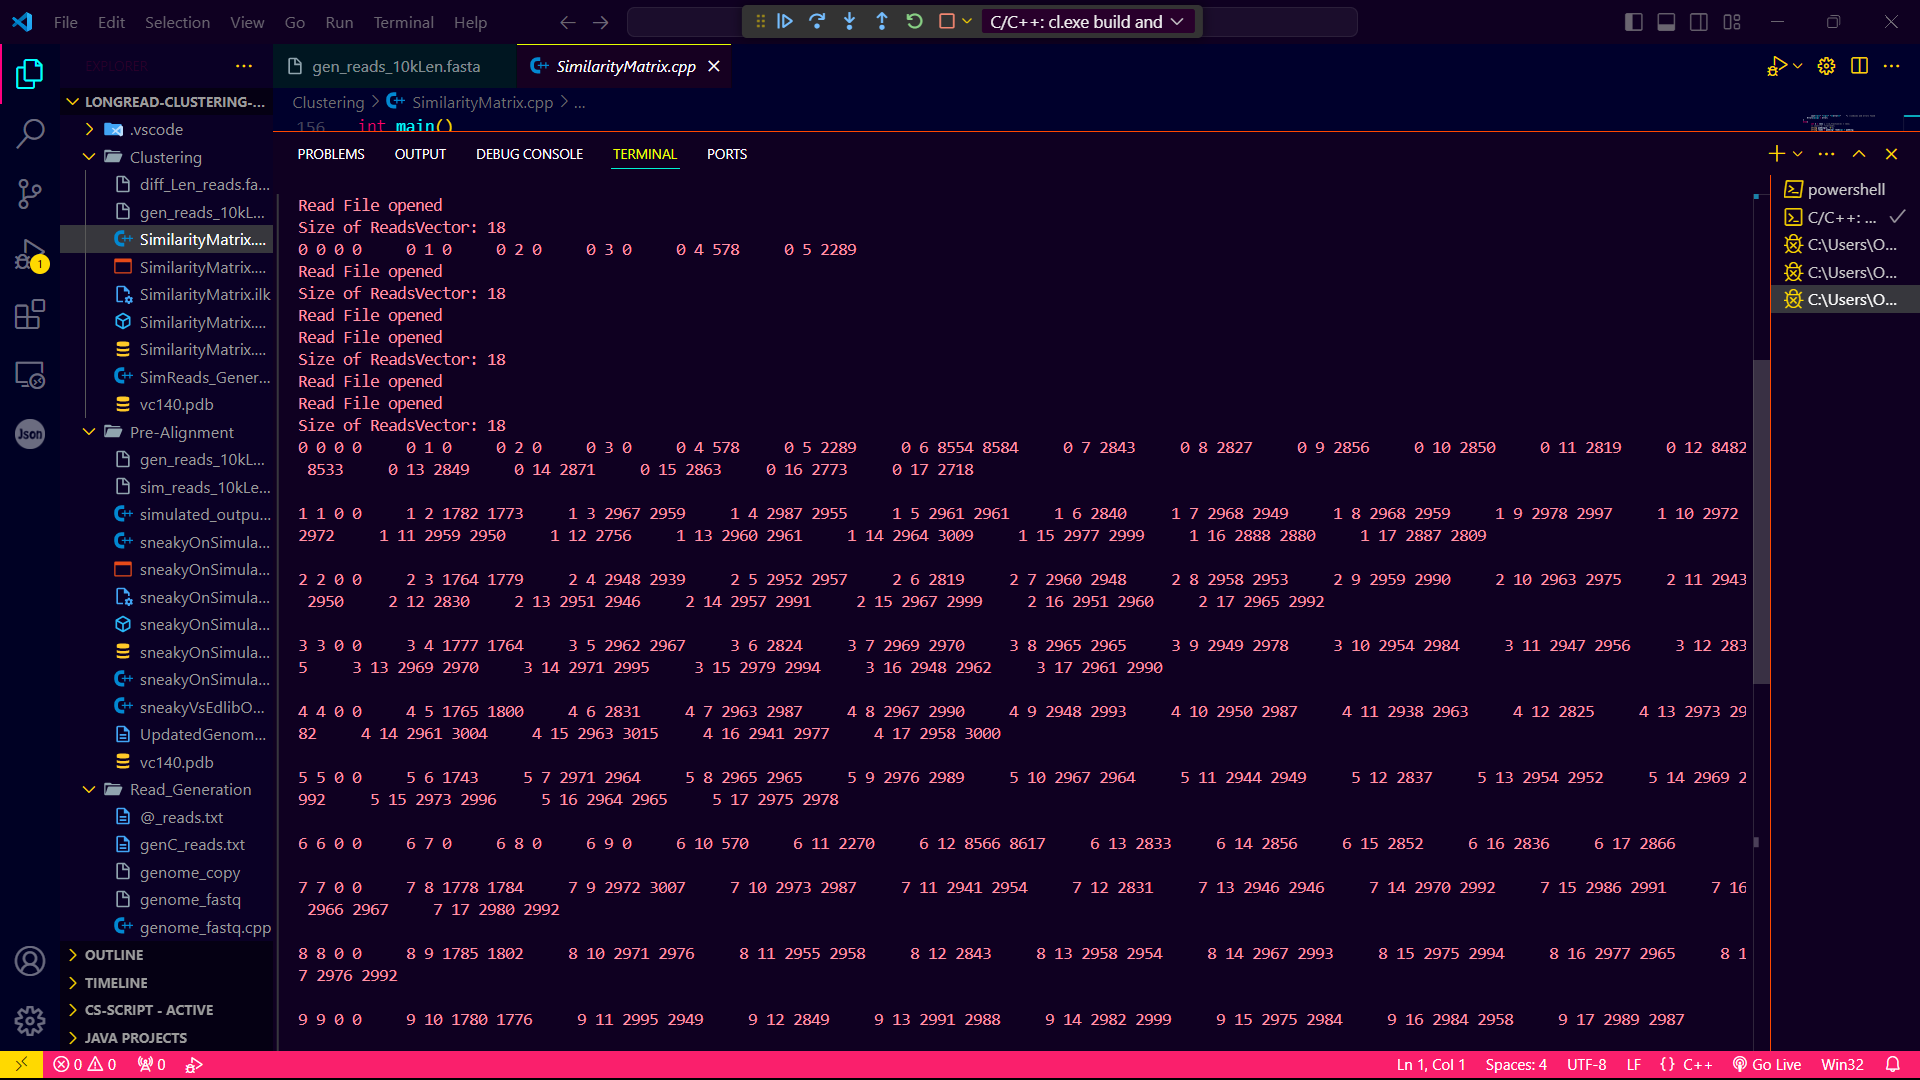 File Edit Selection View Go Run Terminal Help
C/C++: cl.exe build and
EXPLORER
gen_reads_10kLen.fasta
SimilarityMatrix.cpp
LONGREAD-CLUSTERING-...
Clustering > SimilarityMatrix.cpp > ...
156 int main()
.vscode
Clustering
diff_Len_reads.fa...
gen_reads_10kL...
SimilarityMatrix....
SimilarityMatrix....
SimilarityMatrix.ilk
SimilarityMatrix....
SimilarityMatrix....
SimReads_Gener...
vc140.pdb
Pre-Alignment
gen_reads_10kL...
sim_reads_10kLe...
simulated_outpu...
sneakyOnSimula...
sneakyOnSimula...
sneakyOnSimula...
sneakyOnSimula...
sneakyOnSimula...
sneakyOnSimula...
sneakyVsEdlibO...
UpdatedGenom...
vc140.pdb
Read_Generation
@_reads.txt
genC_reads.txt
genome_copy
genome_fastq
genome_fastq.cpp
OUTLINE
TIMELINE
CS-SCRIPT - ACTIVE
JAVA PROJECTS
1
Json
PROBLEMS OUTPUT DEBUG CONSOLE TERMINAL PORTS
Read File opened
Size of ReadsVector: 18
0 0 0 0 0 1 0 0 2 0 0 3 0 0 4 578 0 5 2289
Read File opened
Size of ReadsVector: 18
Read File opened
Read File opened
Size of ReadsVector: 18
Read File opened
Read File opened
Size of ReadsVector: 18
0 0 0 0 0 1 0 0 2 0 0 3 0 0 4 578 0 5 2289 0 6 8554 8584 0 7 2843 0 8 2827 0 9 2856 0 10 2850 0 11 2819 0 12 8482
8533 0 13 2849 0 14 2871 0 15 2863 0 16 2773 0 17 2718
1 1 0 0 1 2 1782 1773 1 3 2967 2959 1 4 2987 2955 1 5 2961 2961 1 6 2840 1 7 2968 2949 1 8 2968 2959 1 9 2978 2997 1 10 2972
2972 1 11 2959 2950 1 12 2756 1 13 2960 2961 1 14 2964 3009 1 15 2977 2999 1 16 2888 2880 1 17 2887 2809
2 2 0 0 2 3 1764 1779 2 4 2948 2939 2 5 2952 2957 2 6 2819 2 7 2960 2948 2 8 2958 2953 2 9 2959 2990 2 10 2963 2975 2 11 2943
2950 2 12 2830 2 13 2951 2946 2 14 2957 2991 2 15 2967 2999 2 16 2951 2960 2 17 2965 2992
3 3 0 0 3 4 1777 1764 3 5 2962 2967 3 6 2824 3 7 2969 2970 3 8 2965 2965 3 9 2949 2978 3 10 2954 2984 3 11 2947 2956 3 12 283
5 3 13 2969 2970 3 14 2971 2995 3 15 2979 2994 3 16 2948 2962 3 17 2961 2990
4 4 0 0 4 5 1765 1800 4 6 2831 4 7 2963 2987 4 8 2967 2990 4 9 2948 2993 4 10 2950 2987 4 11 2938 2963 4 12 2825 4 13 2973 29
82 4 14 2961 3004 4 15 2963 3015 4 16 2941 2977 4 17 2958 3000
5 5 0 0 5 6 1743 5 7 2971 2964 5 8 2965 2965 5 9 2976 2989 5 10 2967 2964 5 11 2944 2949 5 12 2837 5 13 2954 2952 5 14 2969 2
992 5 15 2973 2996 5 16 2964 2965 5 17 2975 2978
6 6 0 0 6 7 0 6 8 0 6 9 0 6 10 570 6 11 2270 6 12 8566 8617 6 13 2833 6 14 2856 6 15 2852 6 16 2836 6 17 2866
7 7 0 0 7 8 1778 1784 7 9 2972 3007 7 10 2973 2987 7 11 2941 2954 7 12 2831 7 13 2946 2946 7 14 2970 2992 7 15 2986 2991 7 16
2966 2967 7 17 2980 2992
8 8 0 0 8 9 1785 1802 8 10 2971 2976 8 11 2955 2958 8 12 2843 8 13 2958 2954 8 14 2967 2993 8 15 2975 2994 8 16 2977 2965 8 1
7 2976 2992
9 9 0 0 9 10 1780 1776 9 11 2995 2949 9 12 2849 9 13 2991 2988 9 14 2982 2999 9 15 2975 2984 9 16 2984 2958 9 17 2989 2987
powershell
C/C++: ...
C:\Users\O...
C:\Users\O...
C:\Users\O...
0 0 0
Ln 1, Col 1 Spaces: 4 UTF-8 LF {} C++ Go Live Win32